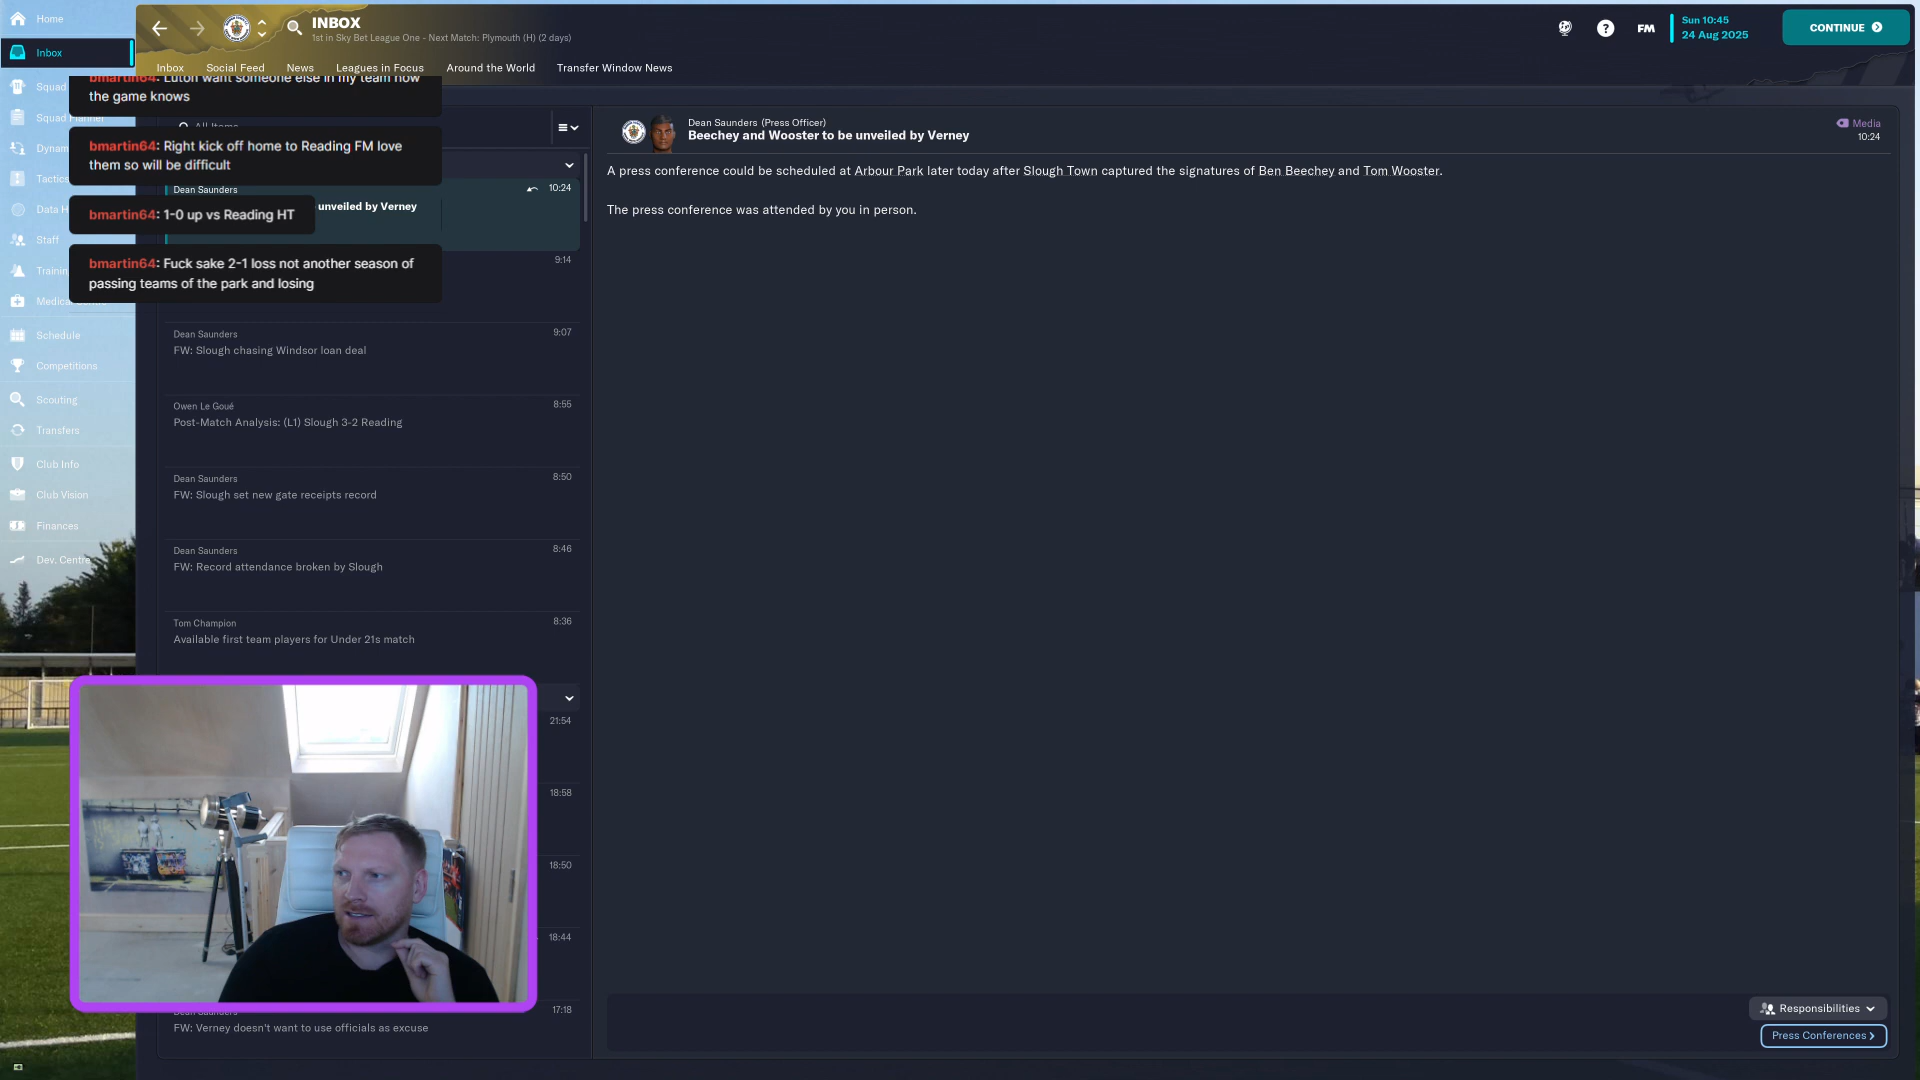 Home
INBOX
1st in Sky Bet League One - Next Match: Plymouth (H) (2 days)
FM
Sun 10:45
24 Aug 2025
CONTINUE
Inbox
Inbox
Social Feed
News
Leagues in Focus
Around the World
Transfer Window News
Squad
Squad Planner
Tactics
Staff
Schedule
Competitions
Scouting
Transfers
Club Info
Club Vision
Finances
bmartin64: Luton want someone else in my team now
the game knows
bmartin64: Right kick off home to Reading FM love
them so will be difficult
bmartin64: 1-0 up vs Reading HT
bmartin64: Fuck sake 2-1 loss not another season of
passing teams of the park and losing
All Items
Dean Saunders
10:24
unveiled by Verney
9:14
Dean Saunders
9:07
FW: Slough chasing Windsor loan deal
Owen Le Goué
8:55
Post-Match Analysis: (L1) Slough 3-2 Reading
Dean Saunders
8:50
FW: Slough set new gate receipts record
Dean Saunders
8:46
FW: Record attendance broken by Slough
Tom Champion
8:36
Available first team players for Under 21s match
21:54
18:58
18:50
18:44
17:18
FW: Verney doesn't want to use officials as excuse
Dean Saunders (Press Officer)
Beechey and Wooster to be unveiled by Verney
Media
10:24
A press conference could be scheduled at Arbour Park later today after Slough Town captured the signatures of Ben Beechey and Tom Wooster.
The press conference was attended by you in person.
Responsibilities
Press Conferences